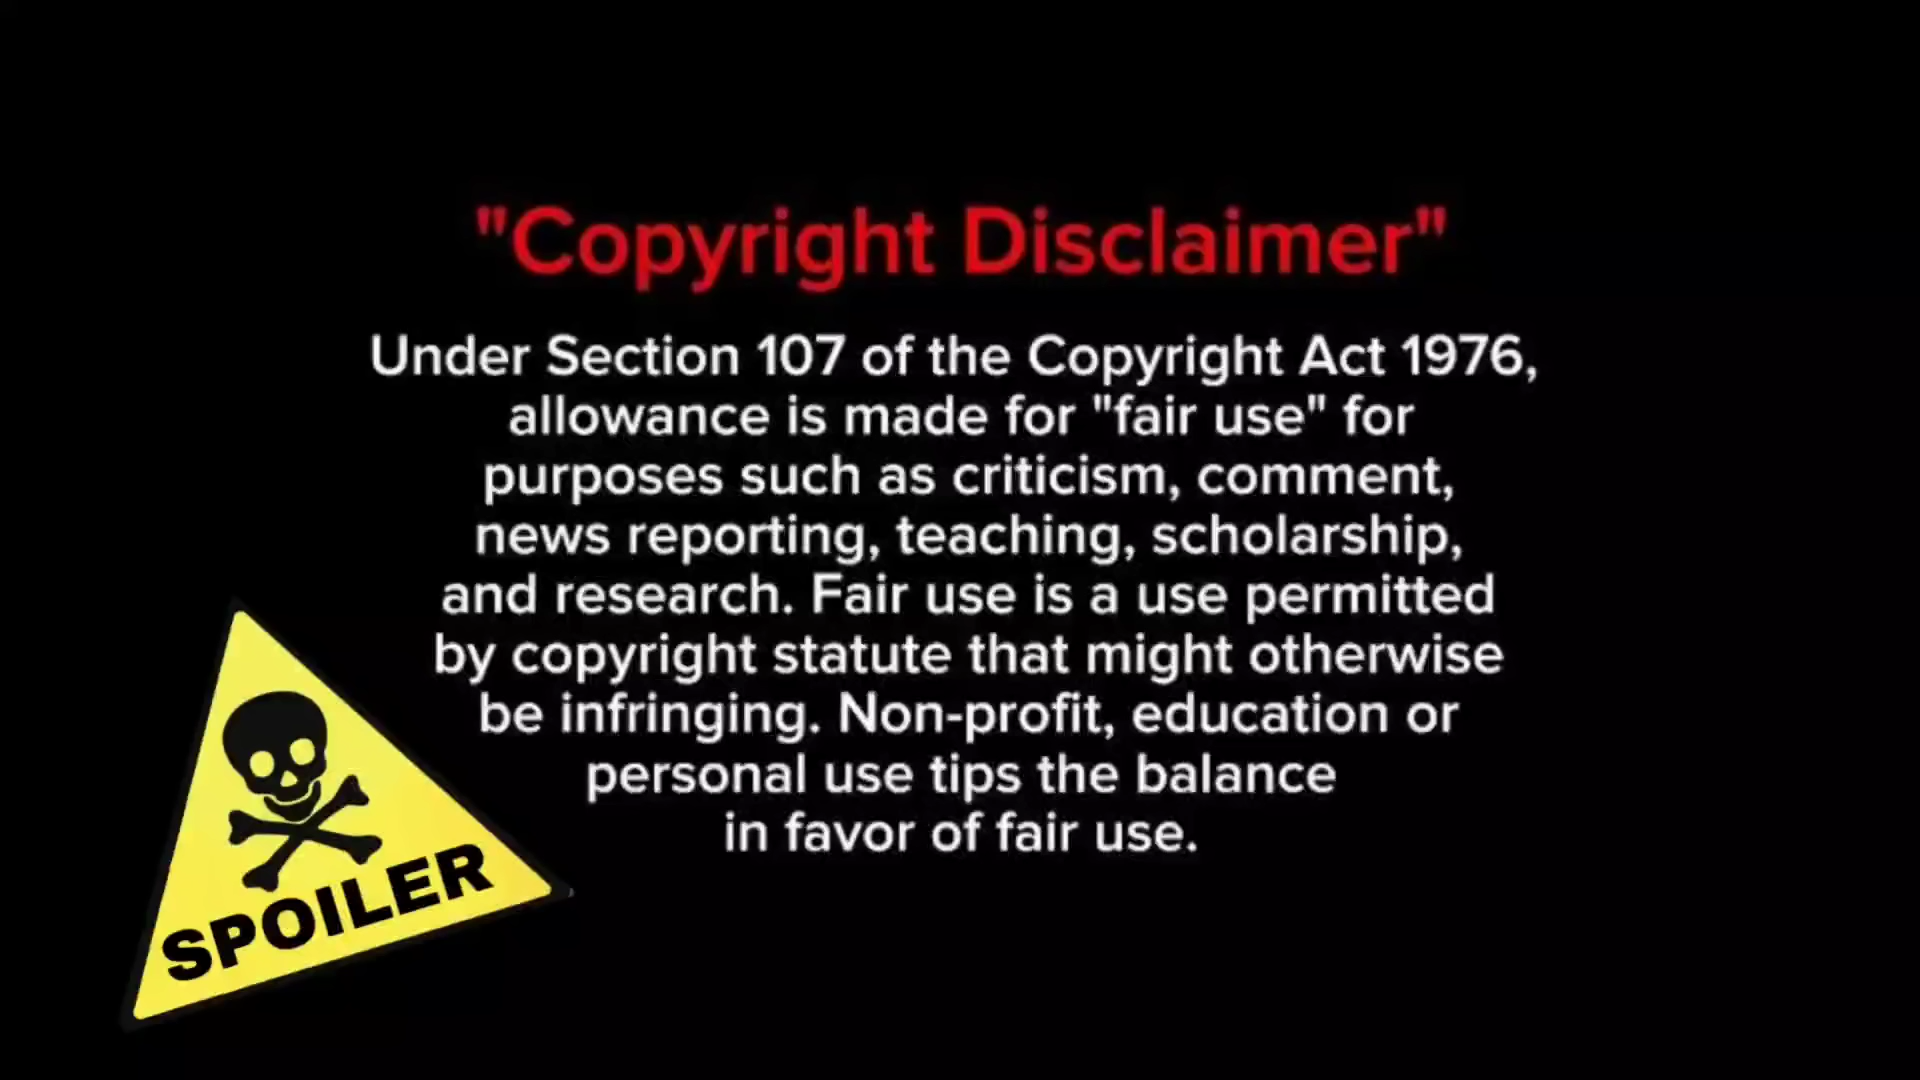 "Copyright Disclaimer"
Under Section 107 of the Copyright Act 1976,
allowance is made for "fair use" for
purposes such as criticism, comment,
news reporting, teaching, scholarship,
and research. Fair use is a use permitted
by copyright statute that might otherwise
be infringing. Non-profit, education or
personal use tips the balance
in favor of fair use.
SPOILER